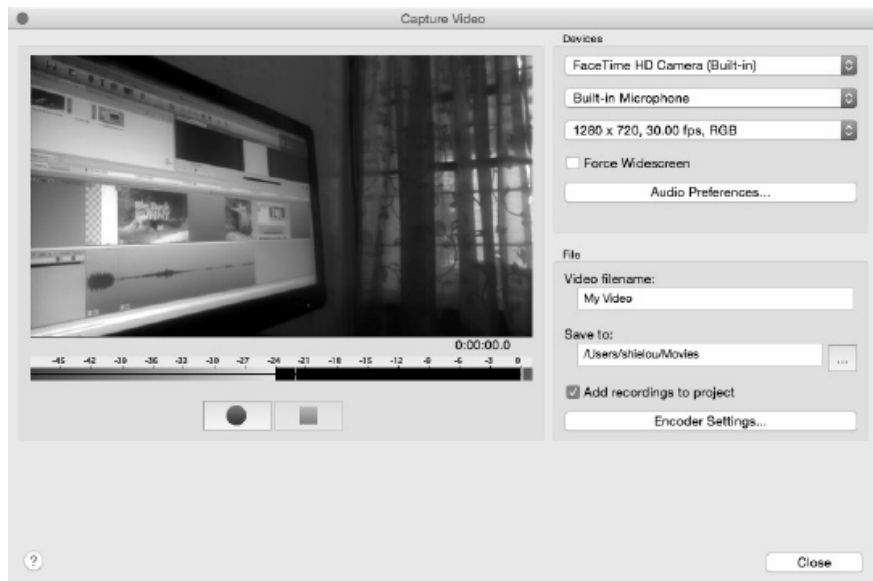 Capture Video
Devices
FaceTime HD Camera (Built-in)
Built-in Microphone
1280 x 720, 30.00 fps, RGB
Force Widescreen
Audio Preferences...
File
Video filename:
My Video
Save to:
/Users/shielou/Movies
...
Add recordings to project
Encoder Settings...
0:00:00.0
-45 -42 -39 -36 -33 -30 -27 -24 -21 -18 -15 -12 -9 -6 -3 0
?
Close